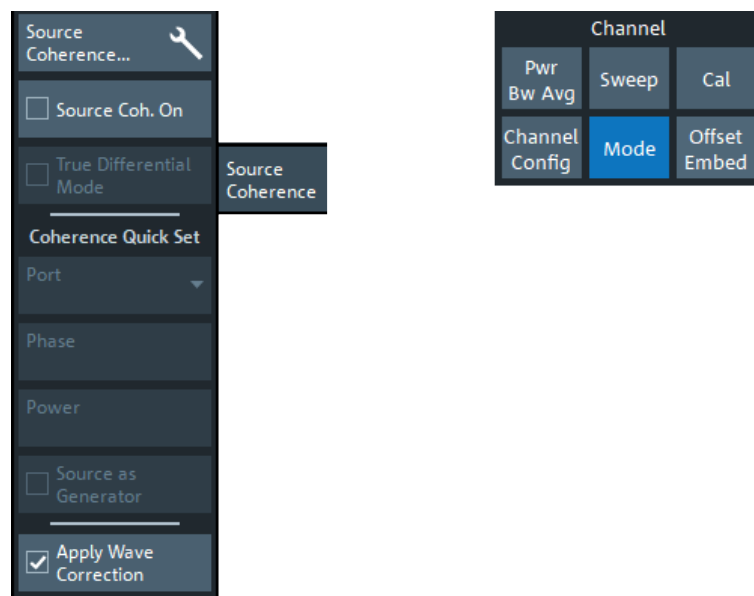 Source
Coherence...
Source Coh. On
True Differential
Mode
Source
Coherence
Coherence Quick Set
Port
Phase
Power
Source as
Generator
Apply Wave
Correction
Channel
Pwr
Bw Avg
Sweep
Cal
Channel
Config
Mode
Offset
Embed